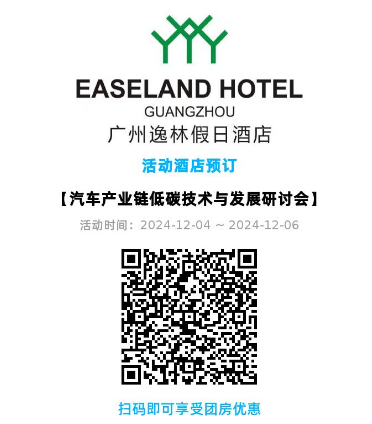 EASELAND HOTEL
GUANGZHOU
广州逸林假日酒店
活动酒店预订
【汽车产业链低碳技术与发展研讨会】
活动时间：2024-12-04 ~ 2024-12-06
扫码即可享受团房优惠